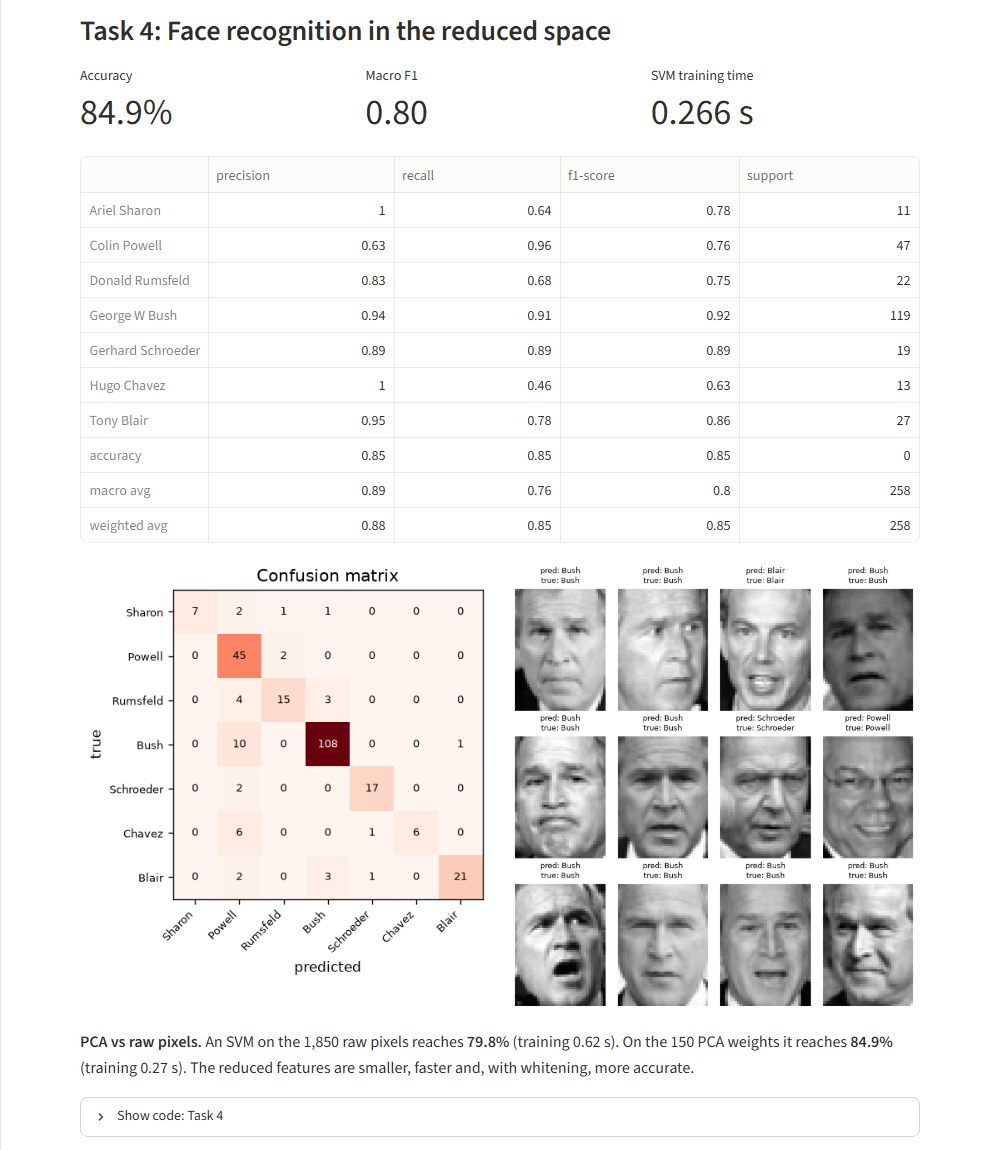 Task 4: Face recognition in the reduced space
Accuracy Macro F1 SVM training time
84.9% 0.80 0.266 s
precision recall f1-score support
Ariel Sharon 1 0.64 0.78 11
Colin Powell 0.63 0.96 0.76 47
Donald Rumsfeld 0.83 0.68 0.75 22
George W Bush 0.94 0.91 0.92 119
Gerhard Schroeder 0.89 0.89 0.89 19
Hugo Chavez 1 0.46 0.63 13
Tony Blair 0.95 0.78 0.86 27
accuracy 0.85 0.85 0.85 0
macro avg 0.89 0.76 0.8 258
weighted avg 0.88 0.85 0.85 258
Confusion matrix
true
Sharon 7 2 1 1 0 0 0
Powell 0 45 2 0 0 0 0
Rumsfeld 0 4 15 3 0 0 0
Bush 0 10 0 108 0 0 1
Schroeder 0 2 0 0 17 0 0
Chavez 0 6 0 0 1 6 0
Blair 0 2 0 3 1 0 21
Sharon Powell Rumsfeld Bush Schroeder Chavez Blair
predicted
pred: Bush pred: Bush pred: Blair pred: Bush
true: Bush true: Bush true: Blair true: Bush
pred: Bush pred: Bush pred: Schroeder pred: Powell
true: Bush true: Bush true: Schroeder true: Powell
pred: Bush pred: Bush pred: Bush pred: Bush
true: Bush true: Bush true: Bush true: Bush
PCA vs raw pixels. An SVM on the 1,850 raw pixels reaches 79.8% (training 0.62 s). On the 150 PCA weights it reaches 84.9%
(training 0.27 s). The reduced features are smaller, faster and, with whitening, more accurate.
Show code: Task 4